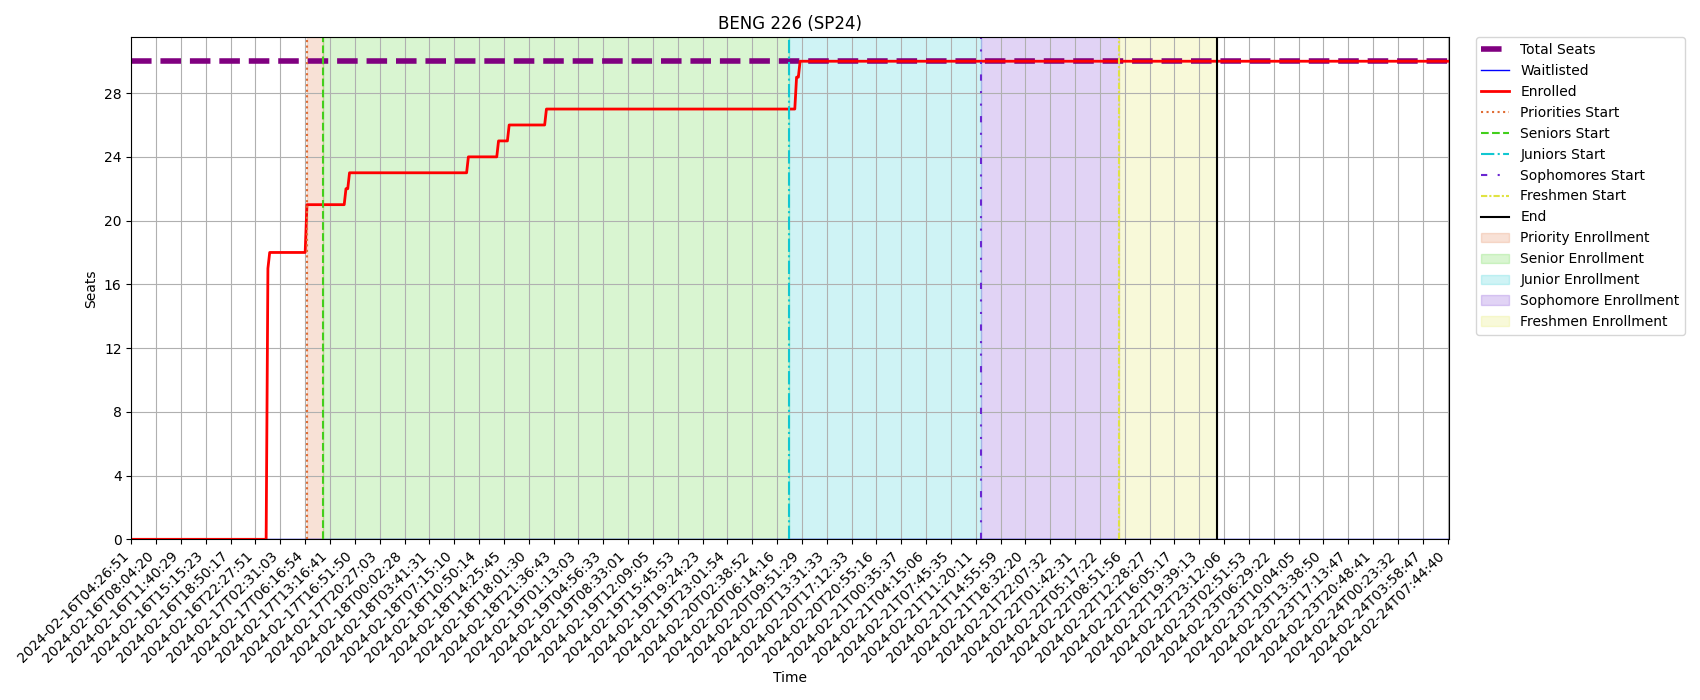 BENG 226 (SP24)
Seats
28
24
20
16
12
8
4
0
2024-02-16T04:26:51
2024-02-16T08:04:20
2024-02-16T11:40:29
2024-02-16T15:15:23
2024-02-16T18:50:17
2024-02-16T22:27:51
2024-02-17T02:31:03
2024-02-17T06:16:54
2024-02-17T13:16:41
2024-02-17T16:51:50
2024-02-17T20:27:03
2024-02-18T00:02:28
2024-02-18T03:41:31
2024-02-18T07:15:10
2024-02-18T10:50:14
2024-02-18T14:25:45
2024-02-18T18:01:30
2024-02-18T21:36:43
2024-02-19T01:13:03
2024-02-19T04:56:33
2024-02-19T08:33:01
2024-02-19T12:09:05
2024-02-19T15:45:53
2024-02-19T19:24:23
2024-02-19T23:01:54
2024-02-20T02:38:52
2024-02-20T06:14:16
2024-02-20T09:51:29
2024-02-20T13:31:33
2024-02-20T17:12:33
2024-02-20T20:55:16
2024-02-21T00:35:37
2024-02-21T04:15:06
2024-02-21T07:45:35
2024-02-21T11:20:11
2024-02-21T14:55:59
2024-02-21T18:32:20
2024-02-21T22:07:32
2024-02-22T01:42:31
2024-02-22T05:17:22
2024-02-22T08:51:56
2024-02-22T12:28:27
2024-02-22T16:05:17
2024-02-22T19:39:13
2024-02-22T23:12:06
2024-02-23T02:51:53
2024-02-23T06:29:22
2024-02-23T10:04:05
2024-02-23T13:38:50
2024-02-23T17:13:47
2024-02-23T20:48:41
2024-02-24T00:23:32
2024-02-24T03:58:47
2024-02-24T07:44:40
Time
Total Seats
Waitlisted
Enrolled
Priorities Start
Seniors Start
Juniors Start
Sophomores Start
Freshmen Start
End
Priority Enrollment
Senior Enrollment
Junior Enrollment
Sophomore Enrollment
Freshmen Enrollment